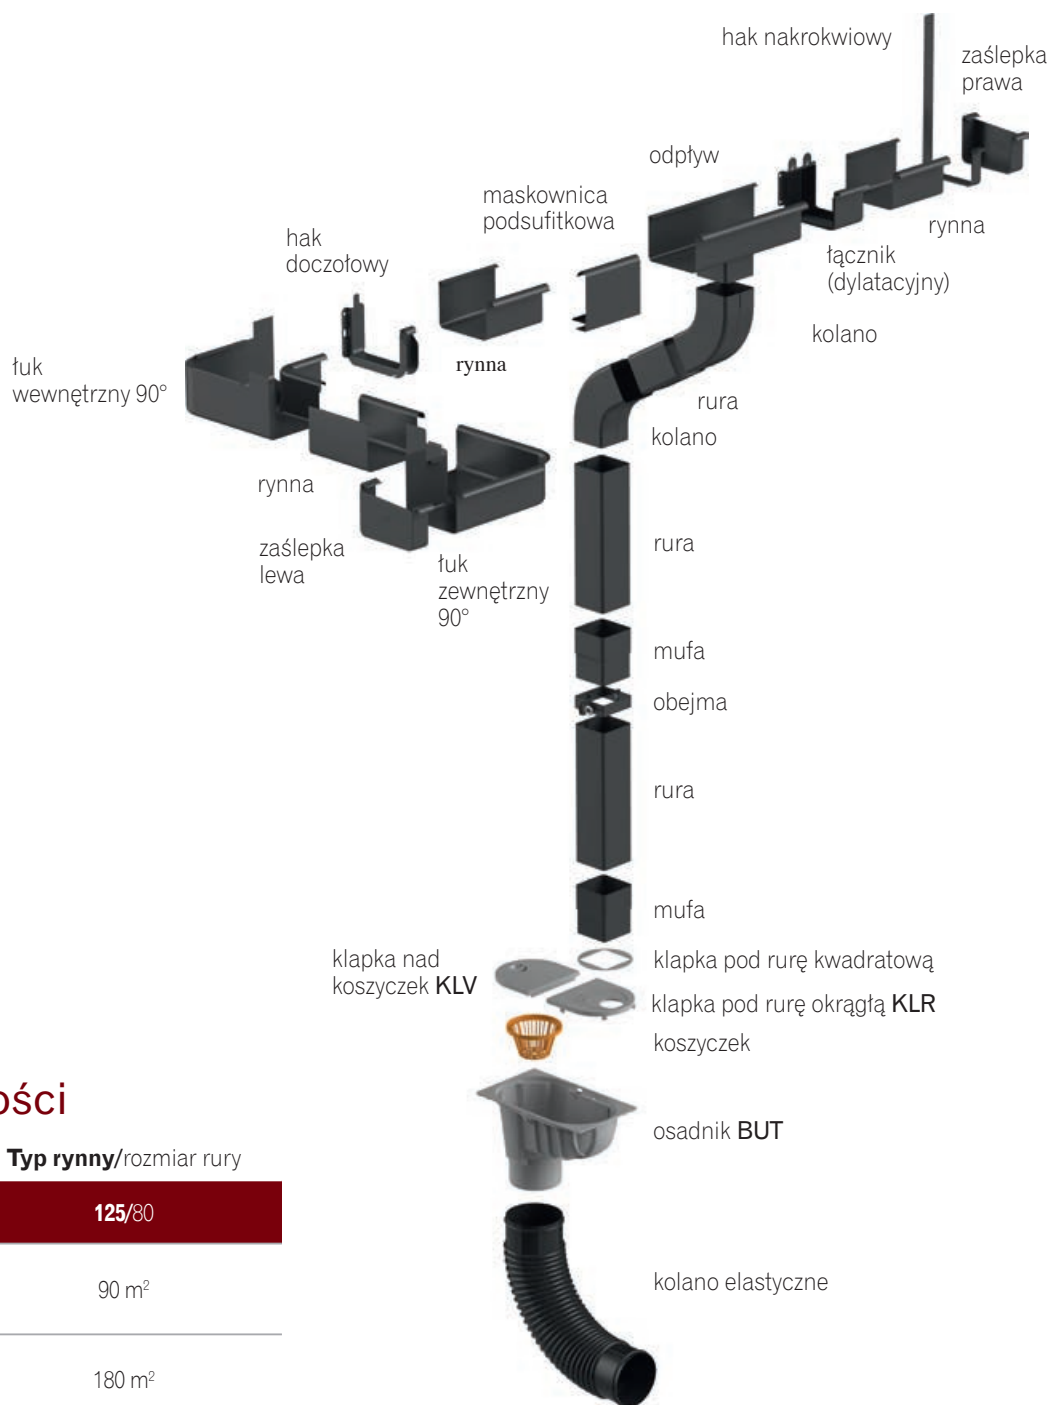 hak nakrokwiowy
zaślepka
prawa
odpływ
maskownica
podsufitkowa
rynna
hak
doczołowy
łącznik
(dylatacyjny)
kolano
łuk
wewnętrzny 90°
rynna
rura
kolano
rynna
zaślepka
lewa
łuk
zewnętrzny
90°
rura
mufa
obejma
rura
mufa
klapka nad
koszyczek KLV
klapka pod rurę kwadratową
klapka pod rurę okrągłą KLR
koszyczek
osadnik BUT
kolano elastyczne
ości
Typ rynny/rozmiar rury
125/80
90 m²
180 m²